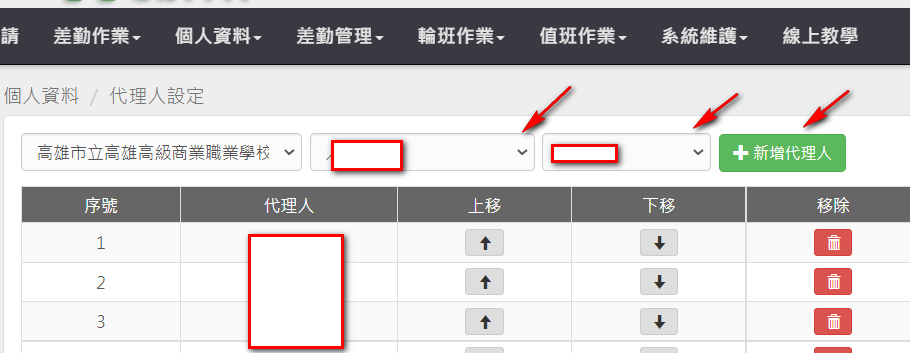 請 差勤作業 個人資料 差勤管理 輪班作業 值班作業 系統維護 線上教學
個人資料 / 代理人設定
高雄市立高雄高級商業職業學校 新增代理人
序號 代理人 上移 下移 移除
1
2
3